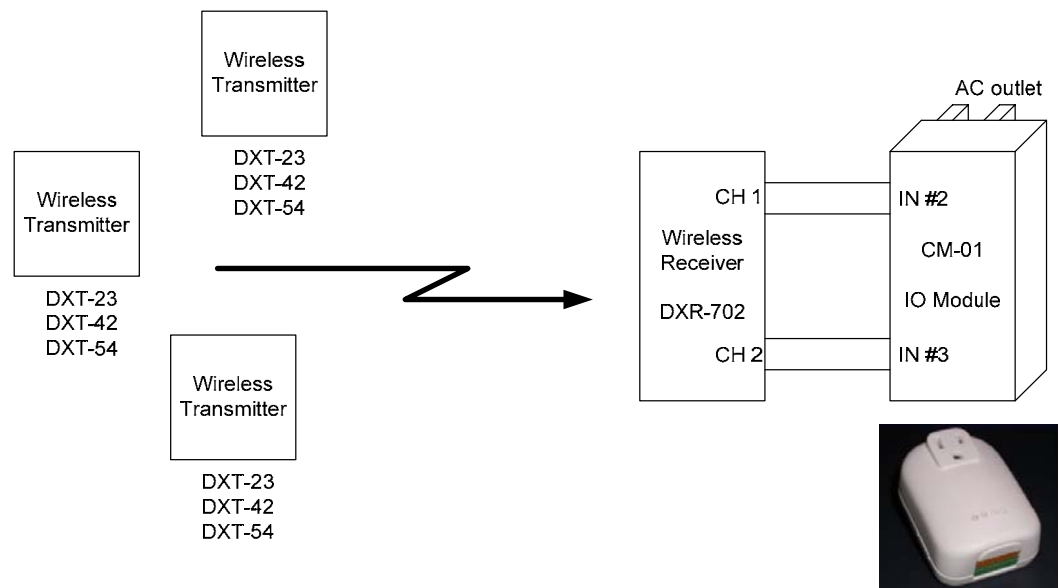 Wireless
Transmitter
DXT-23
DXT-42
DXT-54
Wireless
Transmitter
DXT-23
DXT-42
DXT-54
Wireless
Transmitter
DXT-23
DXT-42
DXT-54
AC outlet
CH 1
Wireless
Receiver
DXR-702
CH 2
IN #2
CM-01
IO Module
IN #3